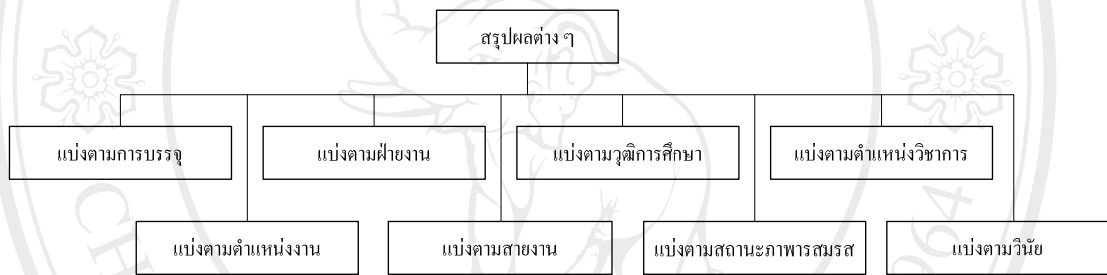 สรุปผลต่าง ๆ
แบ่งตามการบรรจุ
แบ่งตามฝ่ายงาน
แบ่งตามวุฒิการศึกษา
แบ่งตามตำแหน่งวิชาการ
แบ่งตามตำแหน่งงาน
แบ่งตามสายงาน
แบ่งตามสถานะภาพารสมรส
แบ่งตามวินัย
CH
964